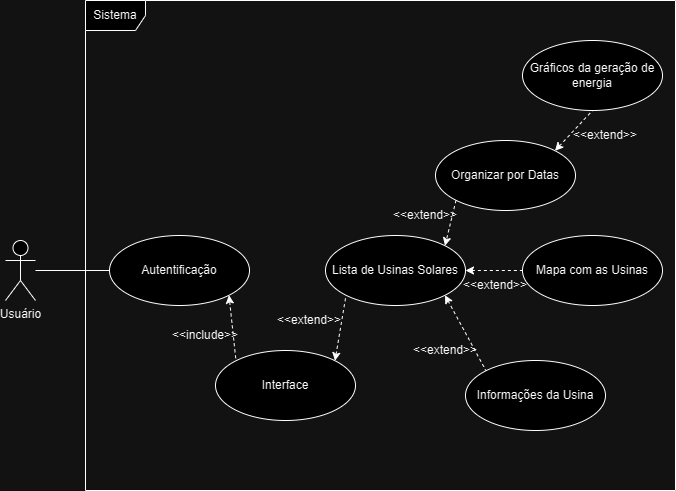 Sistema
Gráficos da geração de
energia
<<extend>>
Organizar por Datas
<<extend>>
Autentificação
Lista de Usinas Solares
Mapa com as Usinas
<<extend>>
Usuário
<<extend>>
<<include>>
<<extend>>
Interface
Informações da Usina